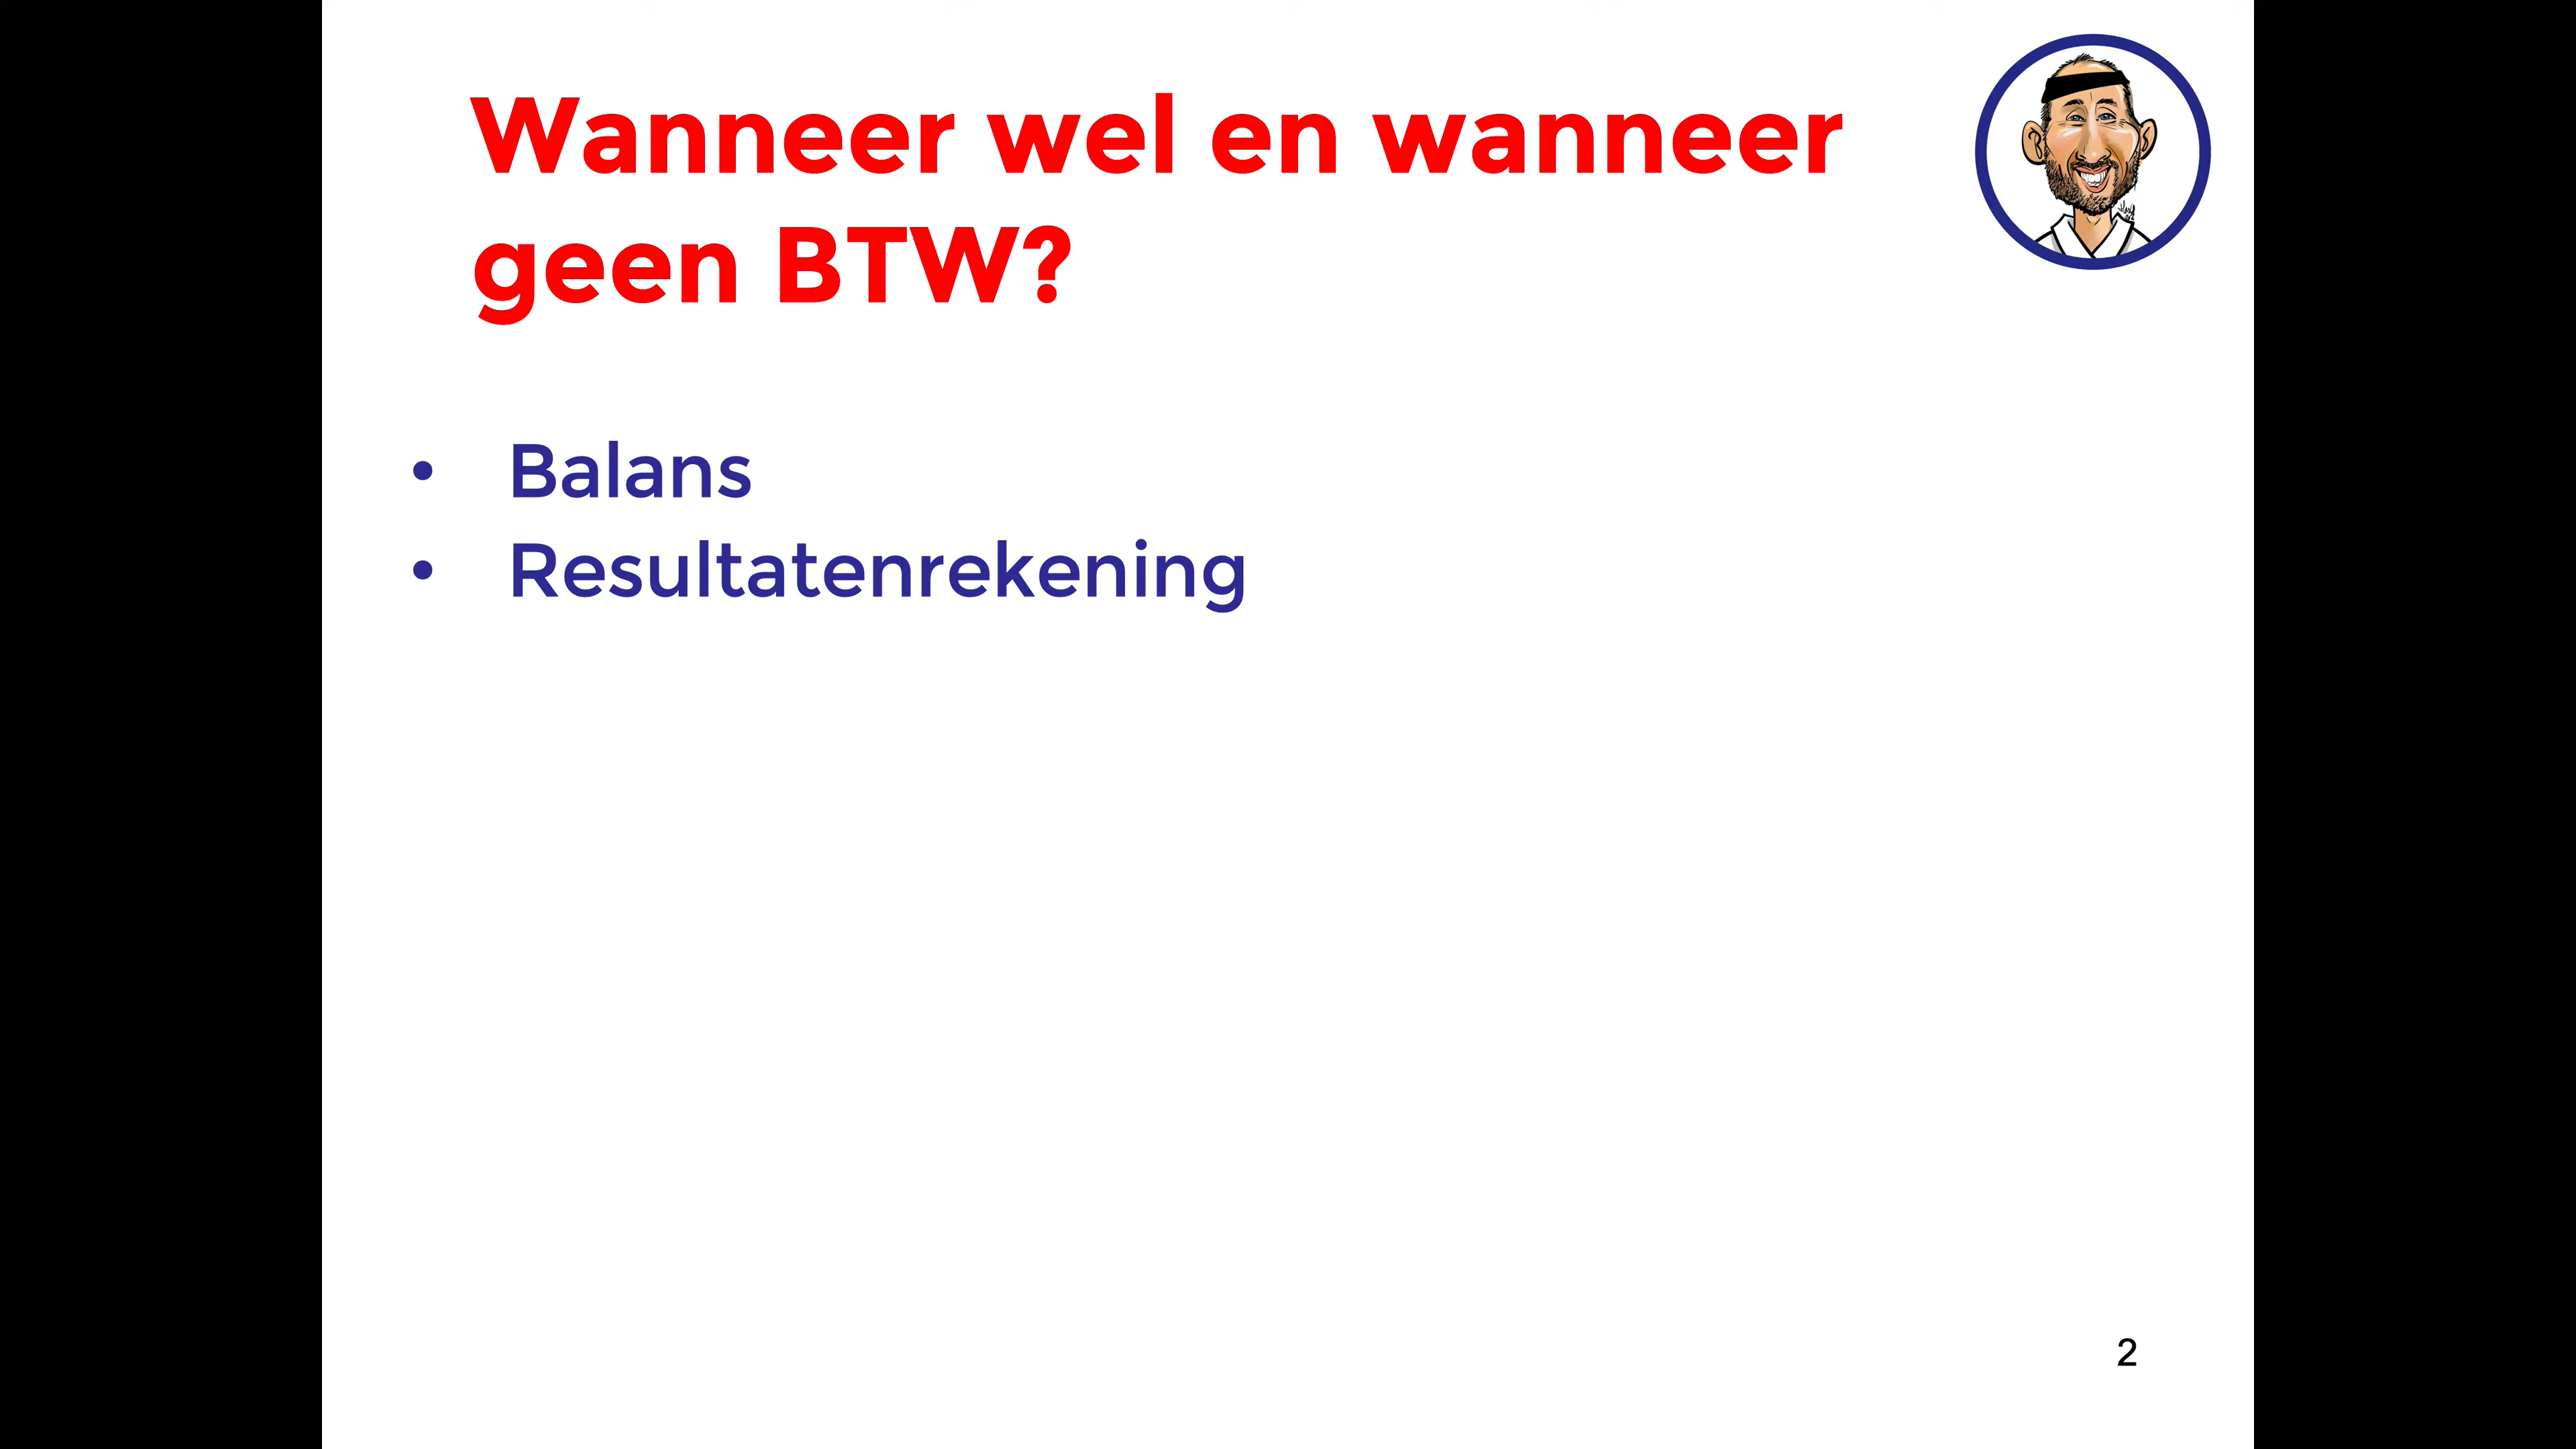 Wanneer wel en wanneer
geen BTW?
• Balans
• Resultatenrekening
2